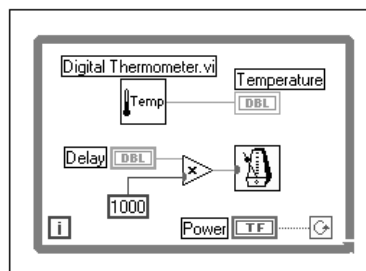 Digital Thermometer.vi
Temp
Temperature
DBL
Delay DBL
x
1000
i
Power TF